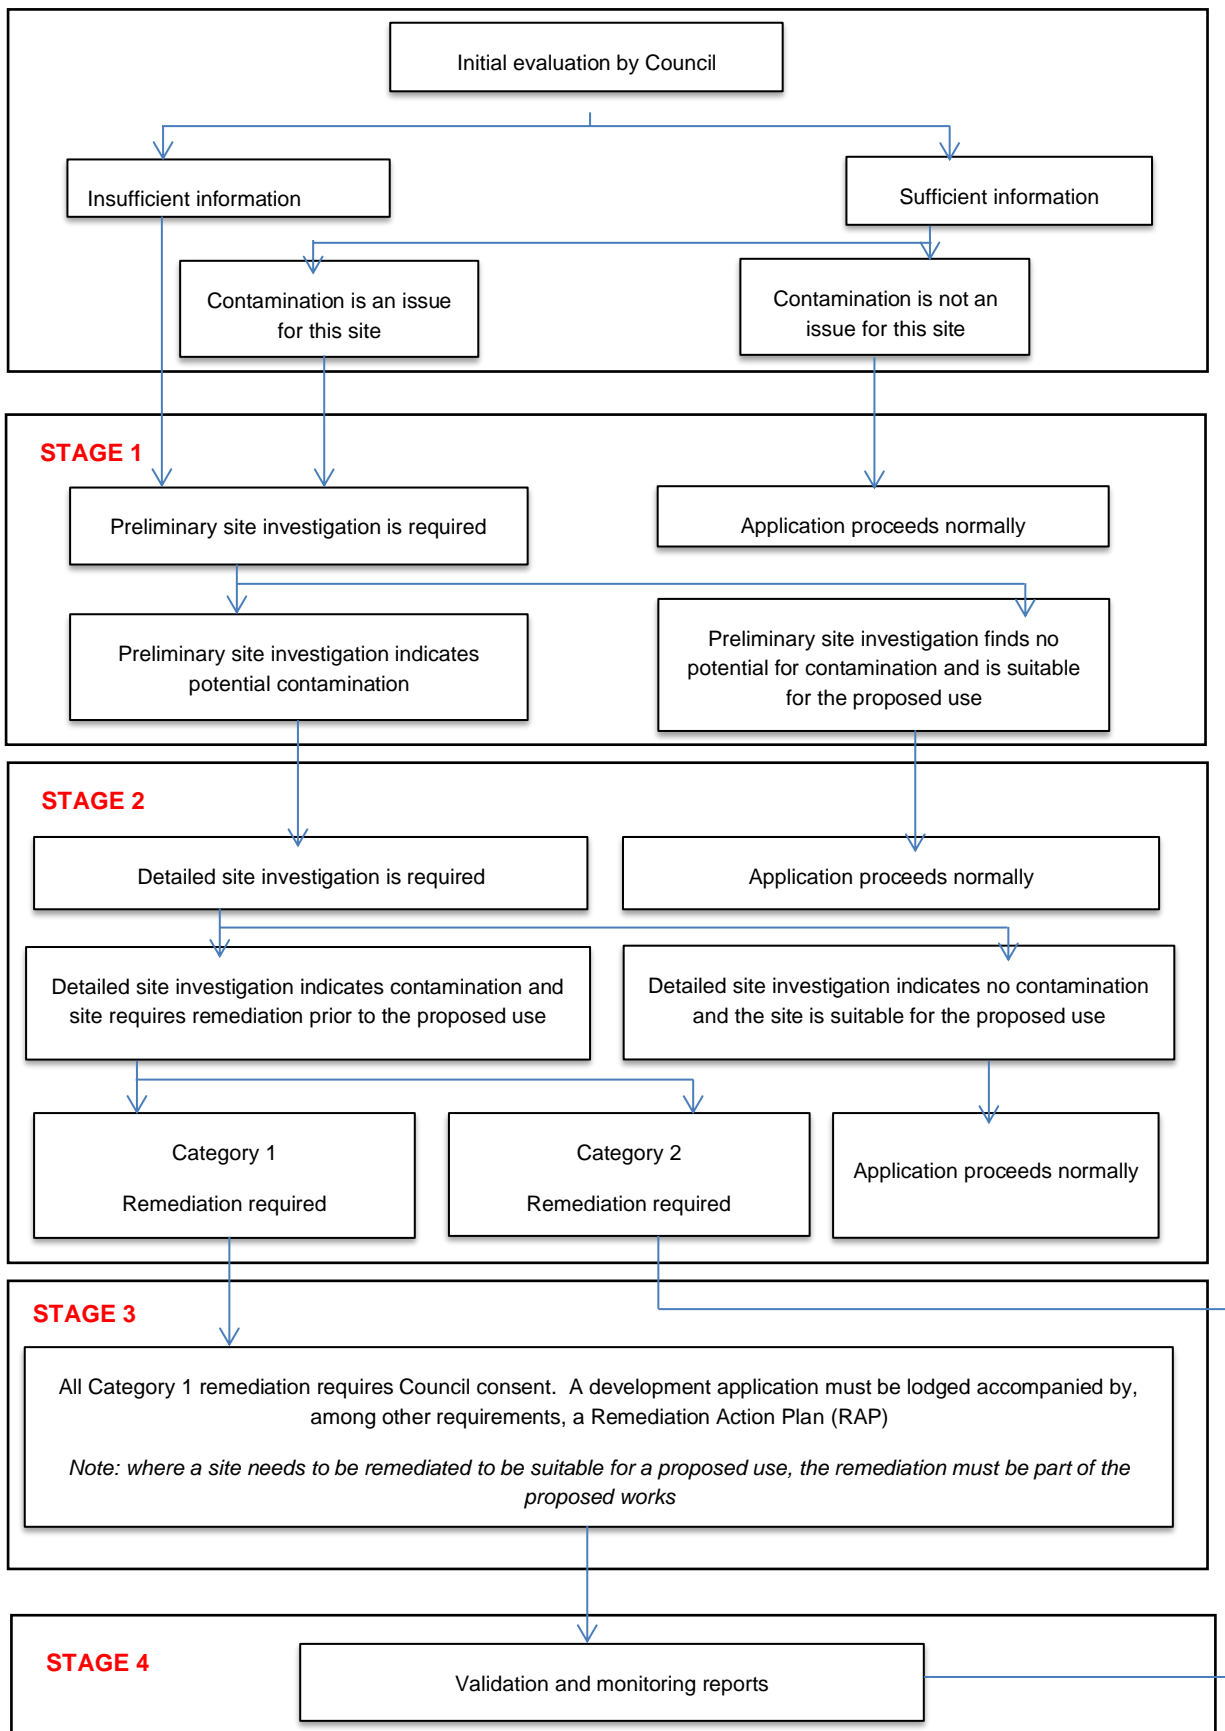 Initial evaluation by Council
Insufficient information
Sufficient information
Contamination is an issue
for this site
Contamination is not an
issue for this site
STAGE 1
Preliminary site investigation is required
Application proceeds normally
Preliminary site investigation indicates
potential contamination
Preliminary site investigation finds no
potential for contamination and is suitable
for the proposed use
STAGE 2
Detailed site investigation is required
Application proceeds normally
Detailed site investigation indicates contamination and
site requires remediation prior to the proposed use
Detailed site investigation indicates no contamination
and the site is suitable for the proposed use
Category 1
Remediation required
Category 2
Remediation required
Application proceeds normally
STAGE 3
All Category 1 remediation requires Council consent.  A development application must be lodged accompanied by,
among other requirements, a Remediation Action Plan (RAP)
Note: where a site needs to be remediated to be suitable for a proposed use, the remediation must be part of the
proposed works
STAGE 4
Validation and monitoring reports